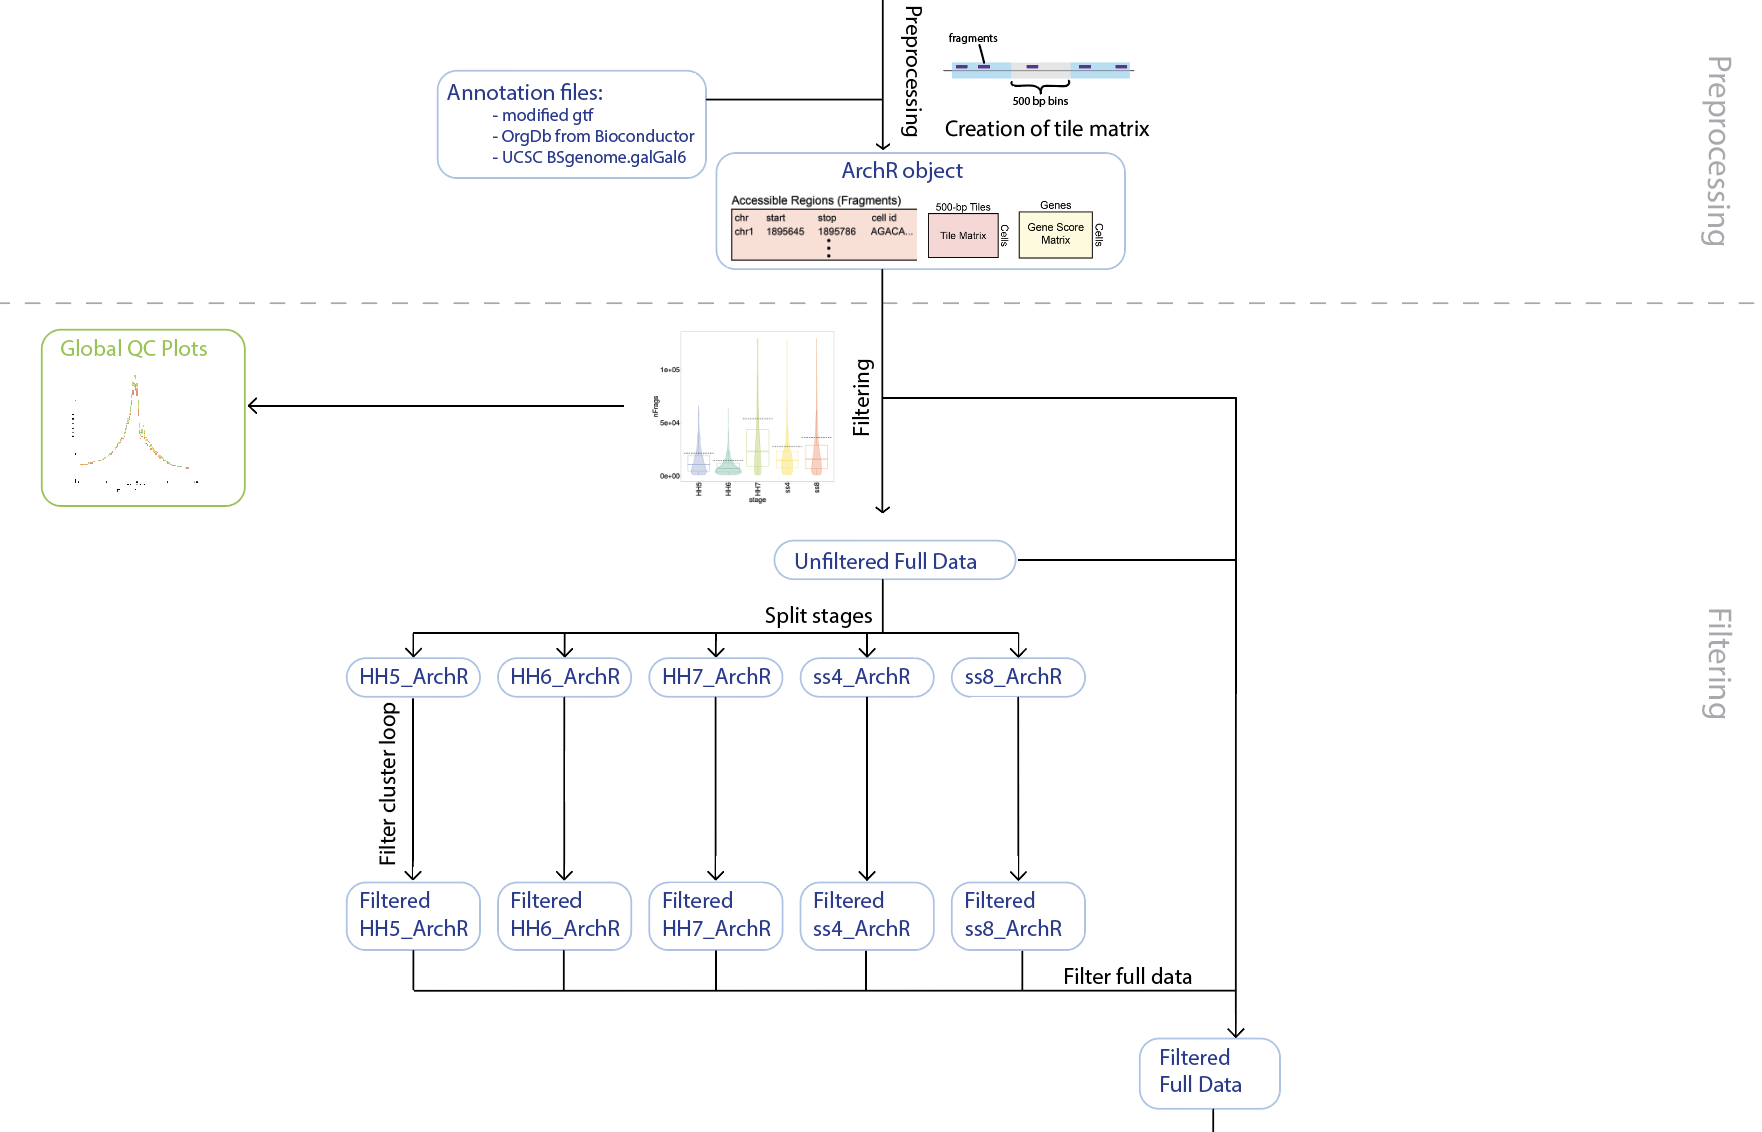 Preprocessing
fragments
500 bp bins
Creation of tile matrix
Preprocessing
Annotation files:
- modified gtf
- OrgDb from Bioconductor
- UCSC BSgenome.galGal6
ArchR object
Accessible Regions (Fragments)
chr start stop cell id
chr1 1895645 1895786 AGACA...
500-bp Tiles
Tile Matrix
Cells
Genes
Gene Score
Matrix
Cells
Global QC Plots
nFrags
1e+05
5e+04
0e+00
HH5 HH6 HH7 ss4 ss8
stage
Filtering
Unfiltered Full Data
Split stages
Filtering
HH5_ArchR HH6_ArchR HH7_ArchR ss4_ArchR ss8_ArchR
Filter cluster loop
Filtered
HH5_ArchR
Filtered
HH6_ArchR
Filtered
HH7_ArchR
Filtered
ss4_ArchR
Filtered
ss8_ArchR
Filter full data
Filtered
Full Data